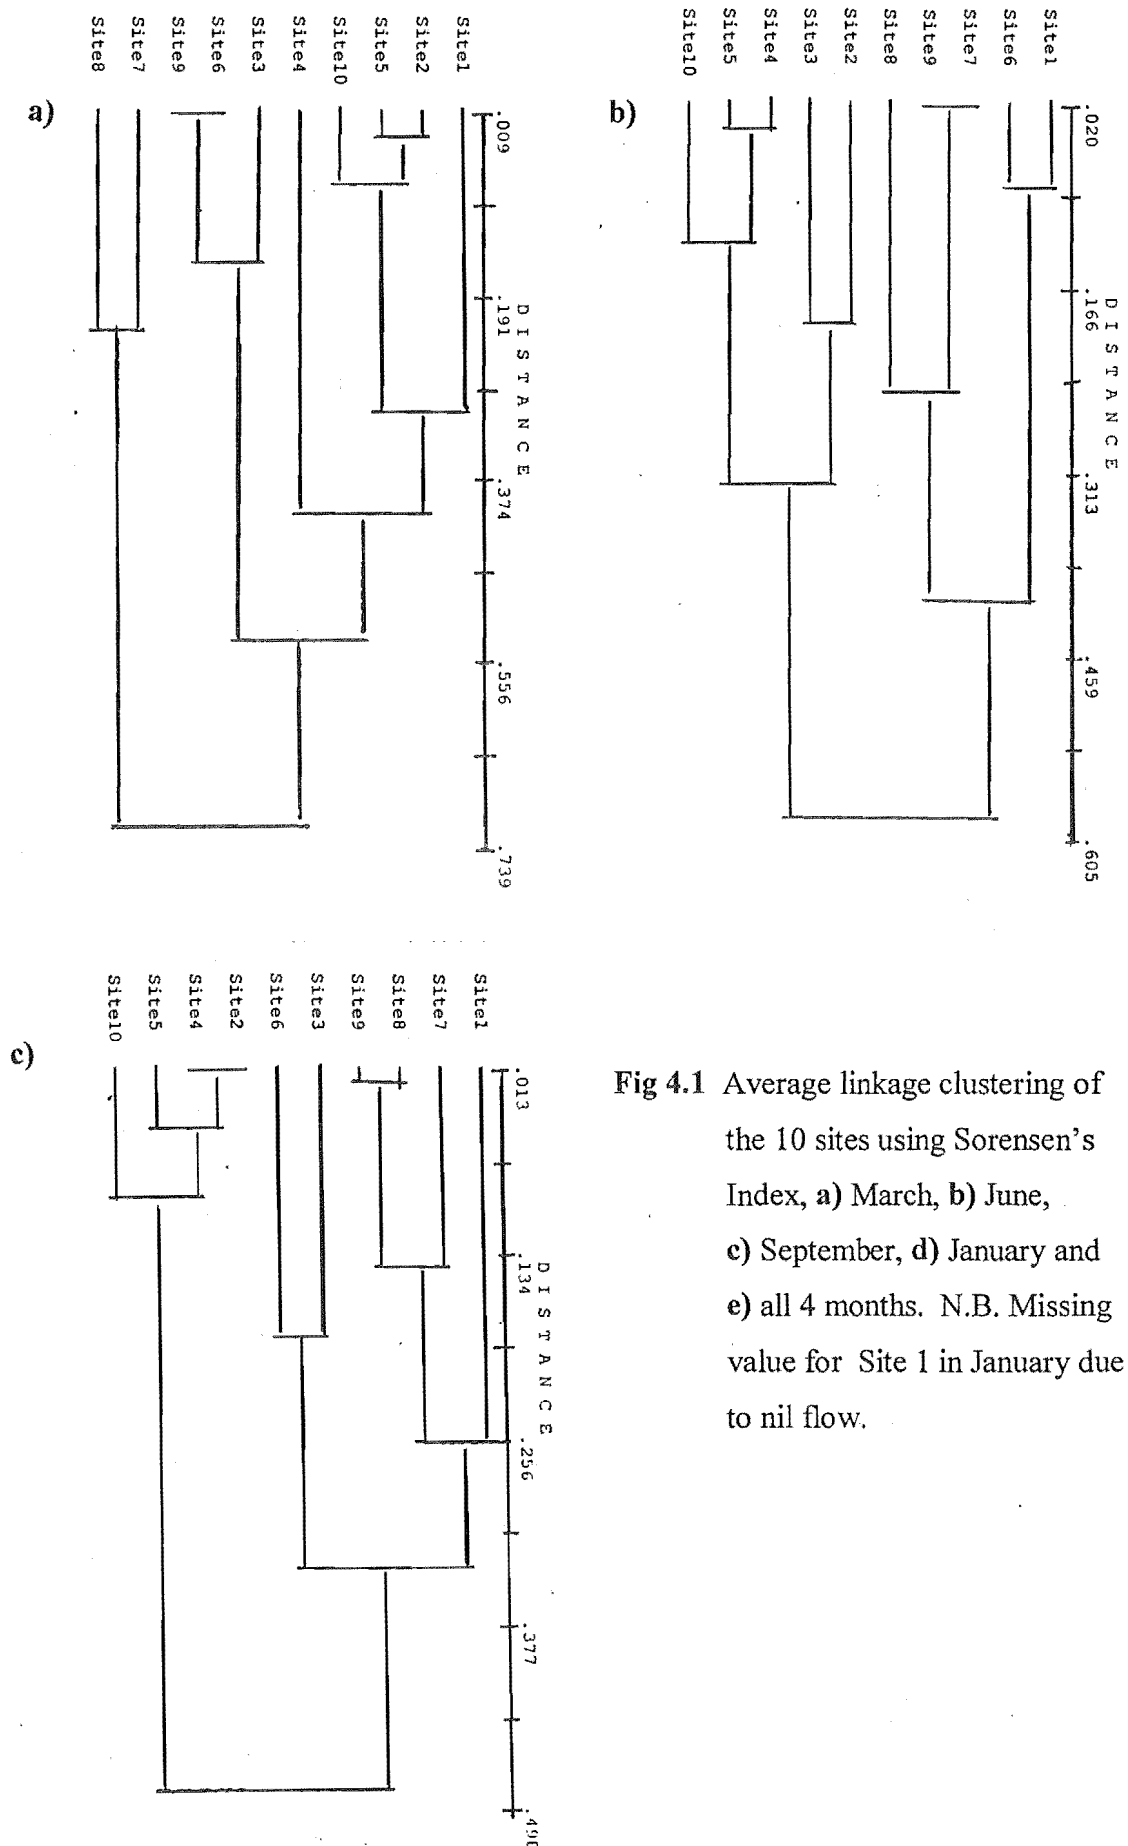 a)
Site8
Site7
Site9
Site6
Site3
Site4
Site10
Site5
Site2
Site1
.009
.191
.374
.556
.739
DISTANCE
b)
Site10
Site5
Site4
Site3
Site2
Site8
Site9
Site7
Site6
Site1
.020
.166
.313
.459
.605
DISTANCE
c)
Site10
Site5
Site4
Site2
Site6
Site3
Site9
Site8
Site7
Site1
.013
.134
.256
.377
DISTANCE
Fig 4.1 Average linkage clustering of
the 10 sites using Sorensen's
Index, a) March, b) June,
c) September, d) January and
e) all 4 months. N.B. Missing
value for Site 1 in January due
to nil flow.